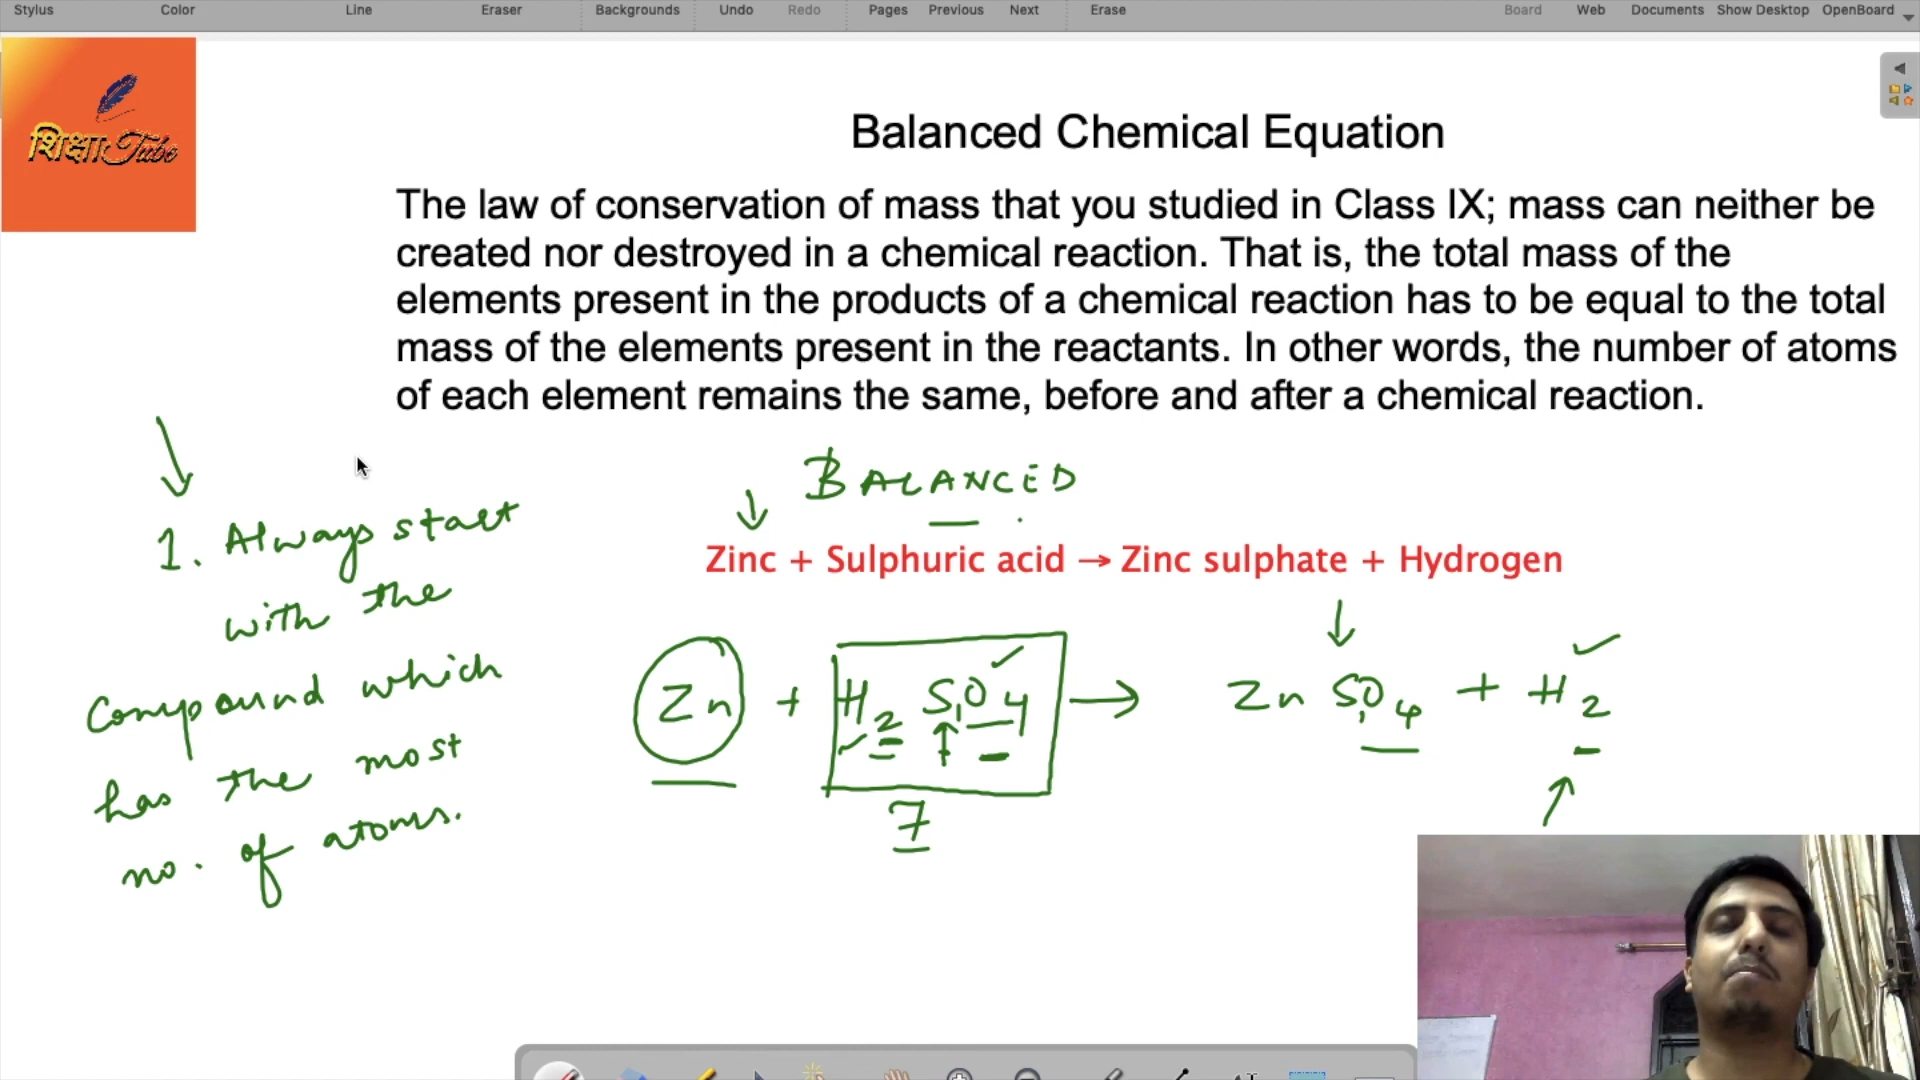 Stylus Color Line Eraser Backgrounds Undo Redo Pages Previous Next Erase Board Web Documents Show Desktop OpenBoard
शिक्षा Tube
Balanced Chemical Equation
The law of conservation of mass that you studied in Class IX; mass can neither be
created nor destroyed in a chemical reaction. That is, the total mass of the
elements present in the products of a chemical reaction has to be equal to the total
mass of the elements present in the reactants. In other words, the number of atoms
of each element remains the same, before and after a chemical reaction.
1. Always start
with the
Compound which
has the most
no. of atoms.
BALANCED
Zinc + Sulphuric acid → Zinc sulphate + Hydrogen
Zn + H₂ SO₄ → Zn SO₄ + H₂
7